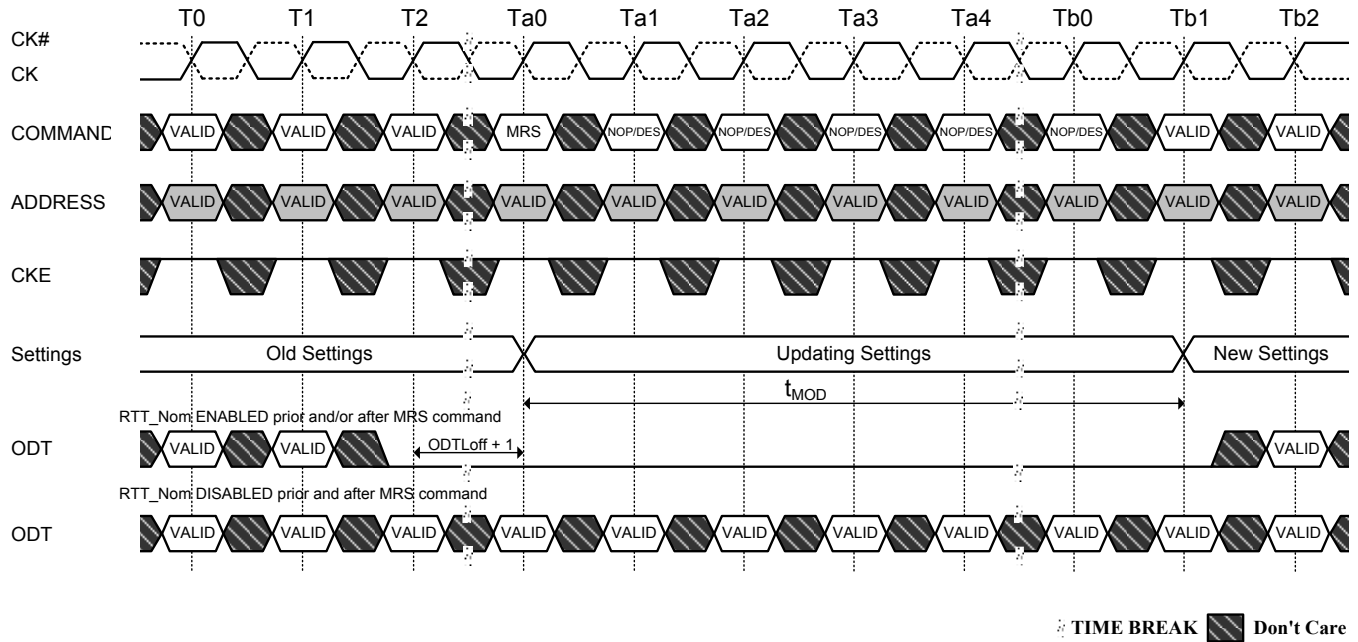 T0 T1 T2 Ta0 Ta1 Ta2 Ta3 Ta4 Tb0 Tb1 Tb2
CK#
CK
COMMAND VALID VALID VALID MRS NOP/DES NOP/DES NOP/DES NOP/DES NOP/DES VALID VALID
ADDRESS VALID VALID VALID VALID VALID VALID VALID VALID VALID VALID VALID
CKE
Settings Old Settings Updating Settings New Settings
tMOD
RTT_Nom ENABLED prior and/or after MRS command
ODT VALID VALID ODTLoff + 1 VALID
RTT_Nom DISABLED prior and after MRS command
ODT VALID VALID VALID VALID VALID VALID VALID VALID VALID VALID VALID
TIME BREAK Don't Care